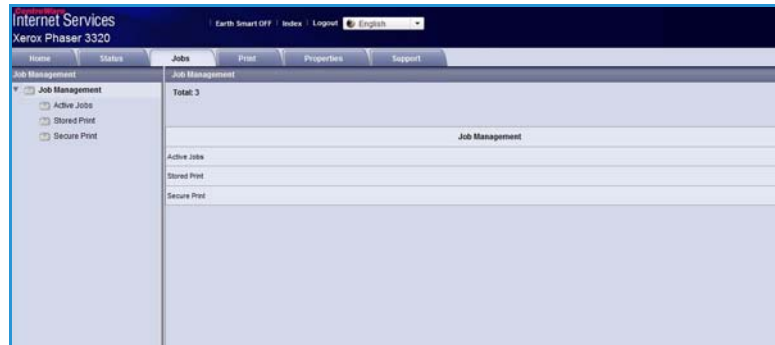 CentreWare
Internet Services
Xerox Phaser 3320
Earth Smart OFF Index Logout English
Home Status Jobs Print Properties Support
Job Management
Job Management
Active Jobs
Stored Print
Secure Print
Job Management
Total: 3
Job Management
Active Jobs
Stored Print
Secure Print